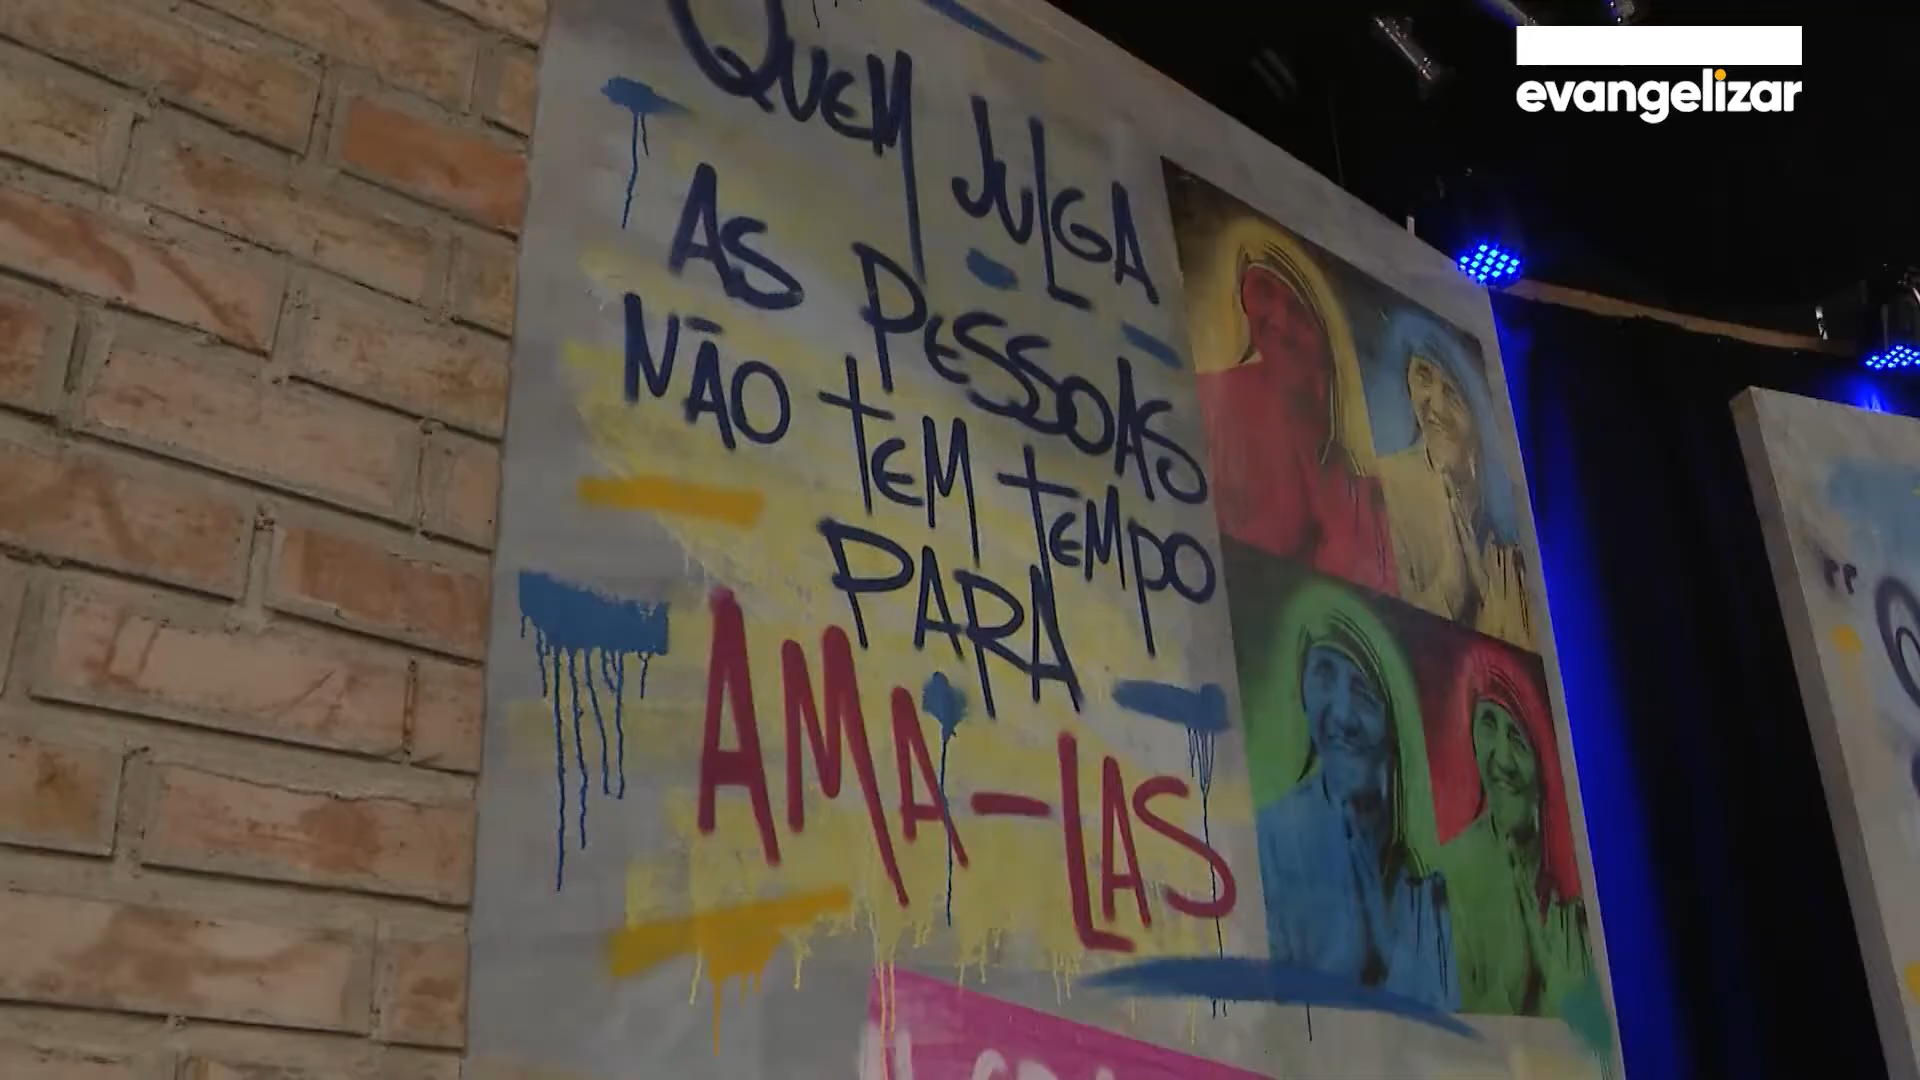 evangelizar
QUEM JULGA
AS PESSOAS
NÃO TEM TEMPO
PARA
AMA-LAS